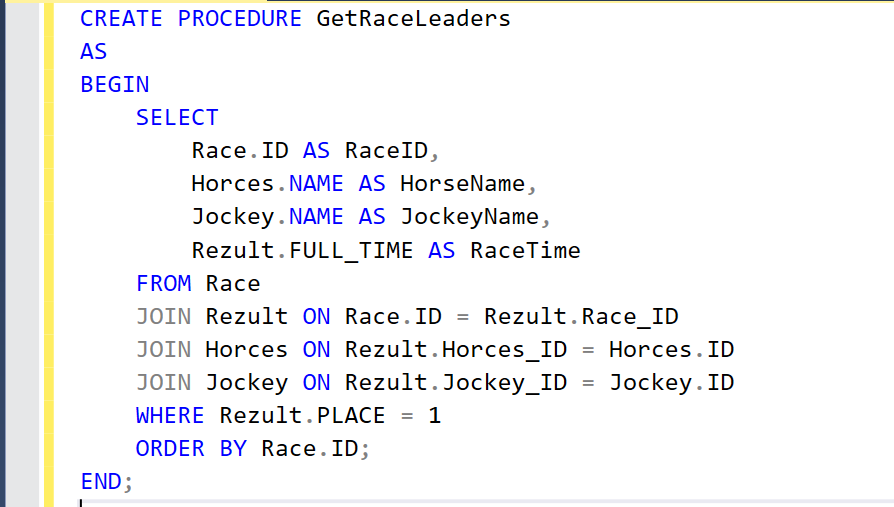 CREATE PROCEDURE GetRaceLeaders
AS
BEGIN
    SELECT
        Race.ID AS RaceID,
        Horces.NAME AS HorseName,
        Jockey.NAME AS JockeyName,
        Rezult.FULL_TIME AS RaceTime
    FROM Race
    JOIN Rezult ON Race.ID = Rezult.Race_ID
    JOIN Horces ON Rezult.Horces_ID = Horces.ID
    JOIN Jockey ON Rezult.Jockey_ID = Jockey.ID
    WHERE Rezult.PLACE = 1
    ORDER BY Race.ID;
END;